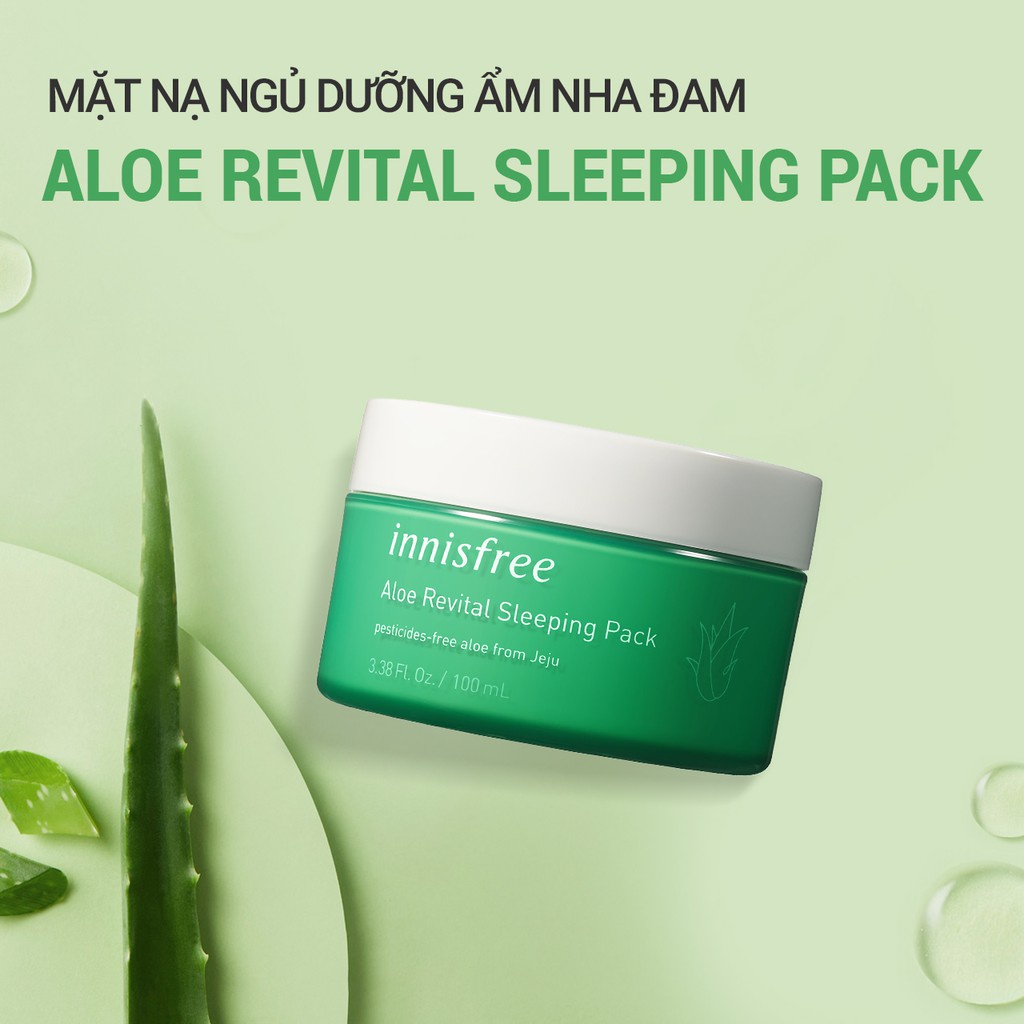 MẶT NẠ NGỦ DƯỠNG ẨM NHA ĐAM
ALOE REVITAL SLEEPING PACK
innisfree
Aloe Revital Sleeping Pack
pesticides-free aloe from Jeju
3.38 Fl. Oz. / 100 mL